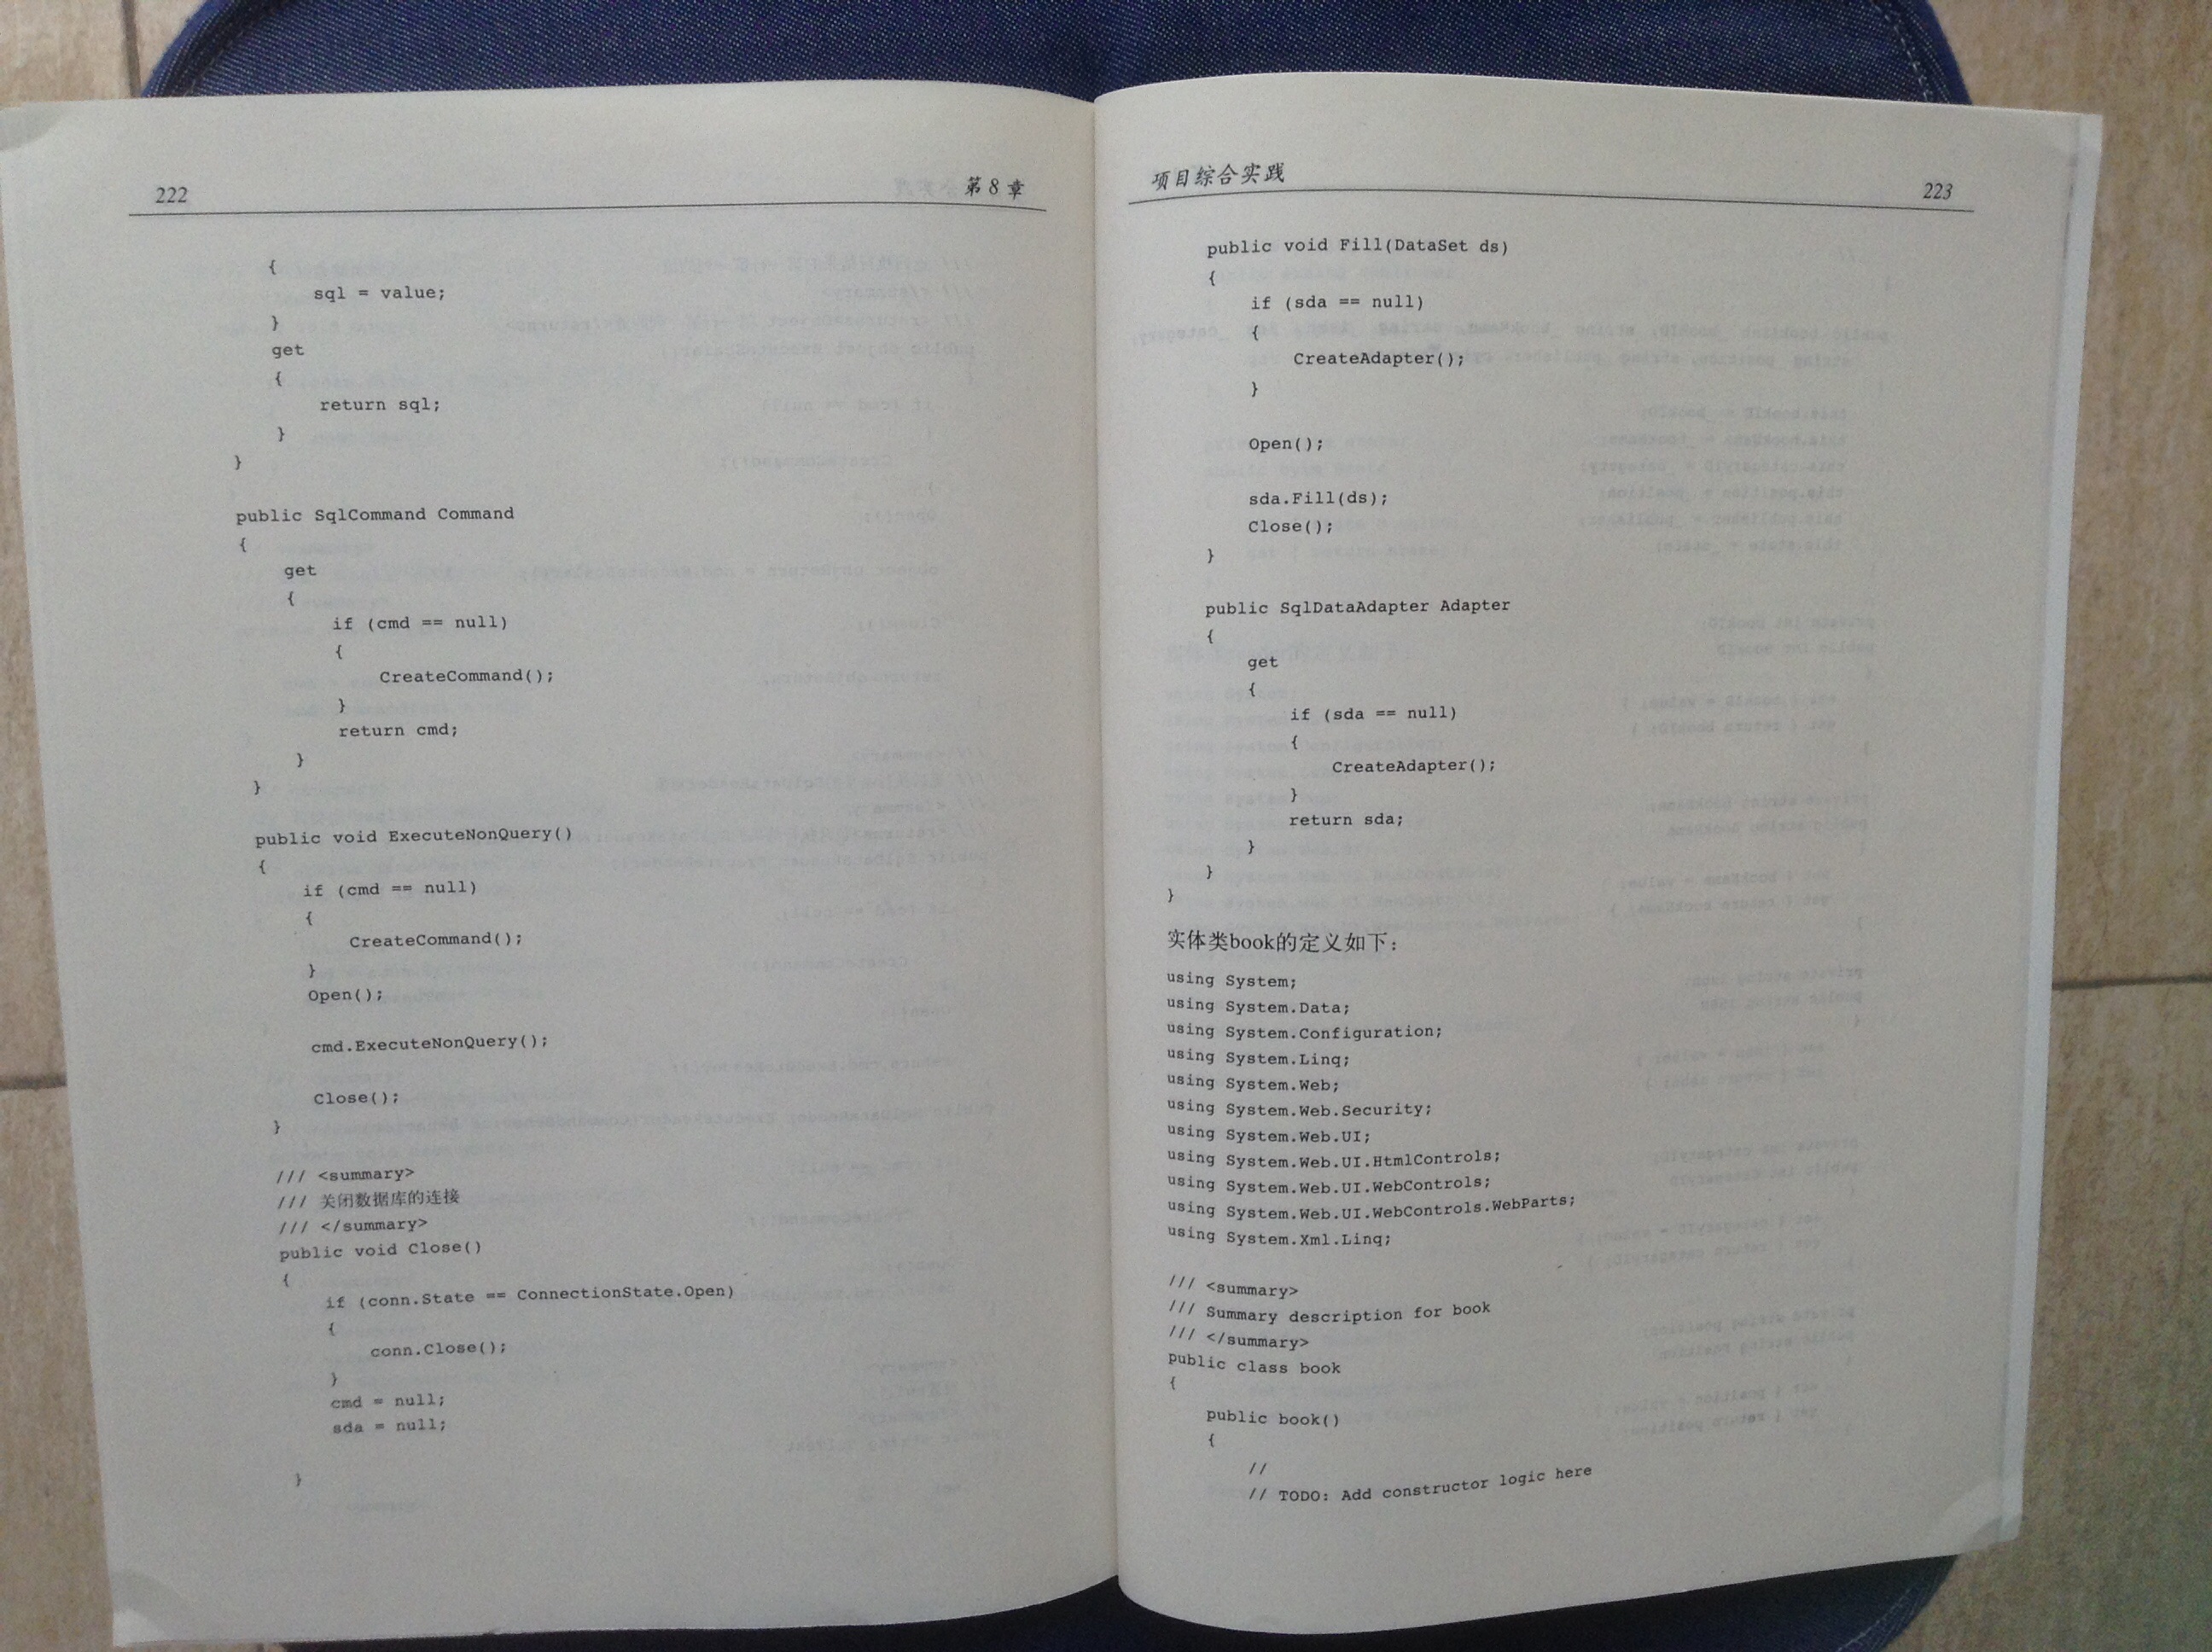 222
第8章
{
sql = value;
}
get
{
return sql;
}
}
public SqlCommand Command
{
get
{
if (cmd == null)
{
CreateCommand();
}
return cmd;
}
}
public void ExecuteNonQuery()
{
if (cmd == null)
{
CreateCommand();
}
Open();
cmd.ExecuteNonQuery();
Close();
}
/// <summary>
/// 关闭数据库的连接
/// </summary>
public void Close()
{
if (conn.State == ConnectionState.Open)
{
conn.Close();
}
cmd = null;
sda = null;
}
项目综合实践
223
public void Fill(DataSet ds)
{
if (sda == null)
{
CreateAdapter();
}
Open();
sda.Fill(ds);
Close();
}
public SqlDataAdapter Adapter
{
get
{
if (sda == null)
{
CreateAdapter();
}
return sda;
}
}
}
实体类book的定义如下：
using System;
using System.Data;
using System.Configuration;
using System.Linq;
using System.Web;
using System.Web.Security;
using System.Web.UI;
using System.Web.UI.HtmlControls;
using System.Web.UI.WebControls;
using System.Web.UI.WebControls.WebParts;
using System.Xml.Linq;
/// <summary>
/// Summary description for book
/// </summary>
public class book
{
public book()
{
//
// TODO: Add constructor logic here